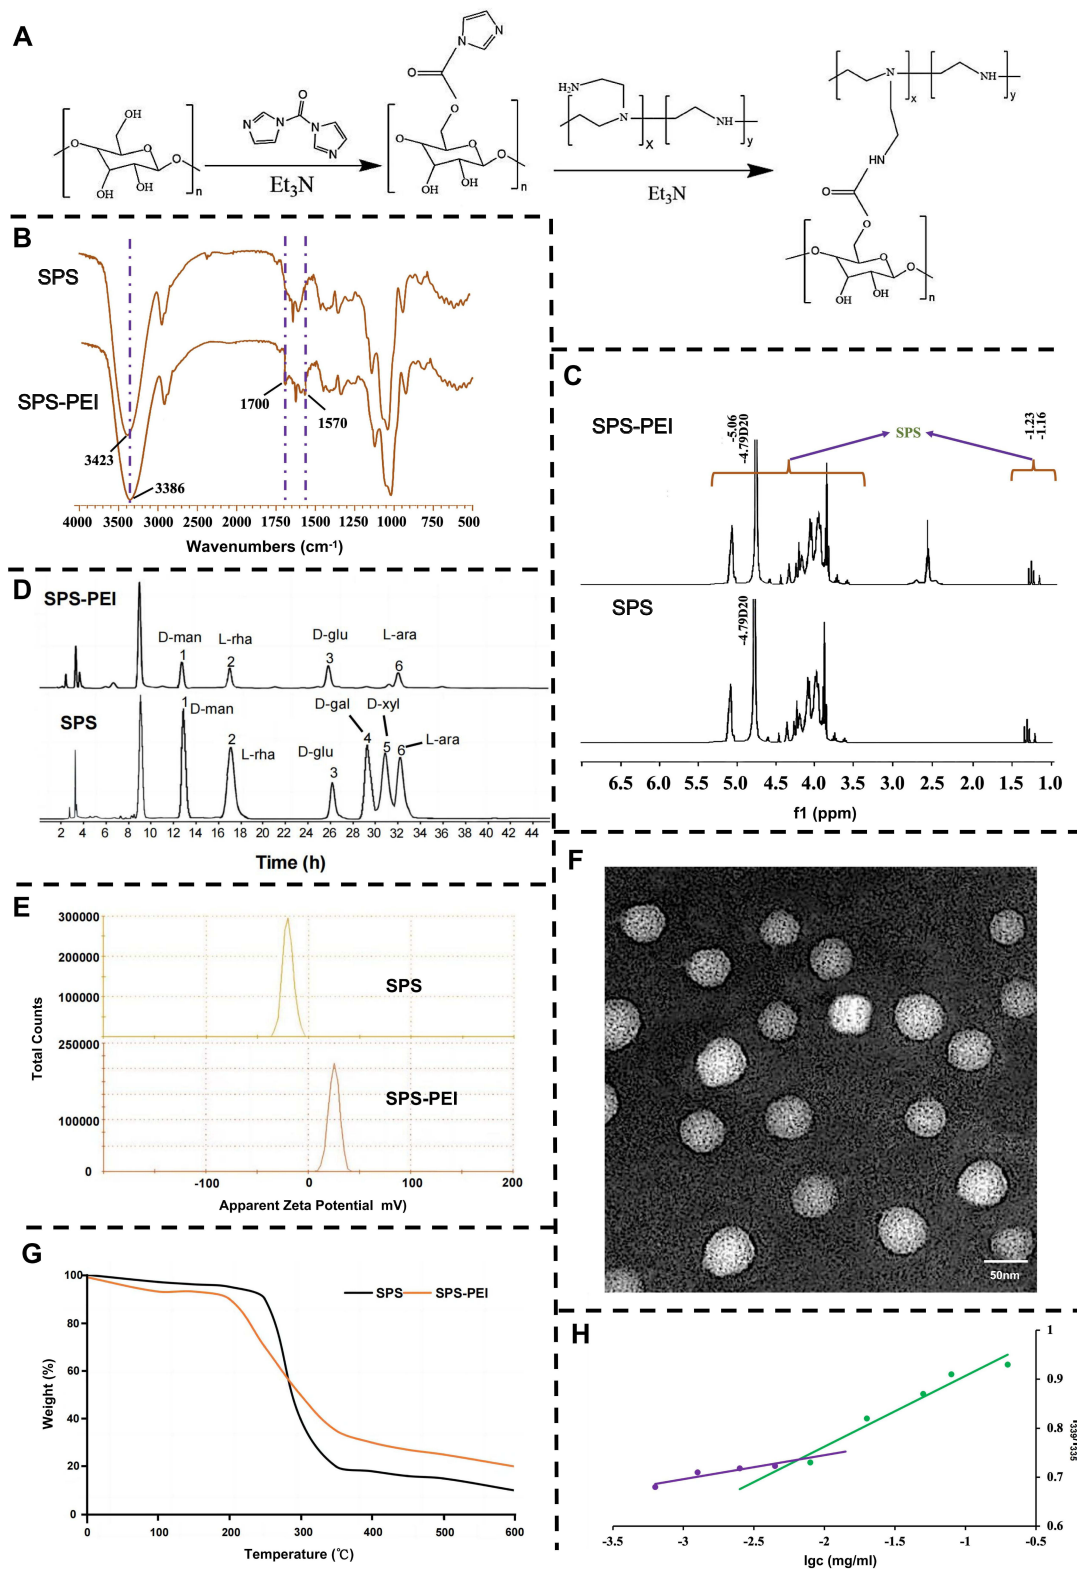 A
OH
O
O
OH
OH
n
N
N
O
N
N
Et₃N
N
N
O
O
O
O
O
OH
OH
n
H₂N
N
x
NH
y
Et₃N
N
x
NH
y
HN
O
O
O
O
O
OH
OH
n
B
SPS
SPS-PEI
1700
1570
3423
3386
4000 3500 3000 2500 2000 1500 1000 500
Wavenumbers (cm⁻¹)
C
SPS-PEI
-5.06
-4.79D20
SPS
-1.23
-1.16
SPS
-4.79D20
6.5 6.0 5.0 4.5 4.0 3.5 2.5 2.0 1.5 1.0
f1 (ppm)
D
SPS-PEI
D-man
1
L-rha
2
D-glu
3
L-ara
6
SPS
1
D-man
2
L-rha
D-glu
3
D-gal
4
D-xyl
5
6
L-ara
2 4 6 8 10 12 14 16 18 20 22 24 26 28 30 32 34 36 38 40 42 44
Time (h)
E
300000
200000
100000
SPS
250000
100000
0
SPS-PEI
Total Counts
-100 0 100 200
Apparent Zeta Potential mV)
F
50nm
G
SPS
SPS-PEI
100
80
60
40
20
0
Weight (%)
0 100 200 300 400 500 600
Temperature (℃)
H
1
0.9
0.8
0.7
0.6
I339/I335
-3.5 -3 -2.5 -2 -1.5 -1 -0.5
lgc (mg/ml)